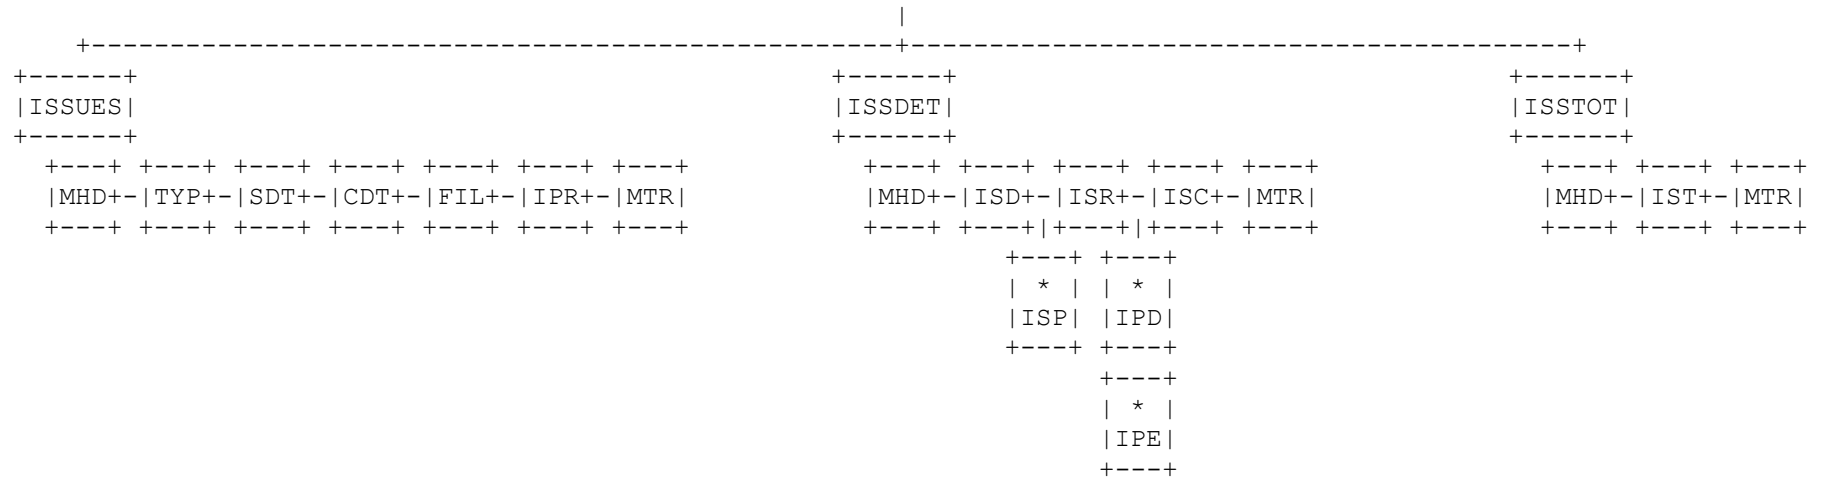 ISSUES ISSDET ISSTOT
MHD TYP SDT CDT FIL IPR MTR MHD ISD ISR ISC MTR MHD IST MTR
* *
ISP IPD
*
IPE